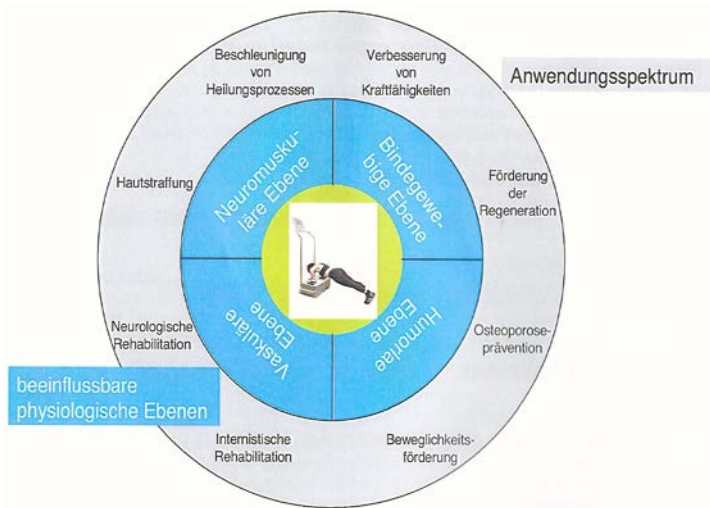 Beschleunigung
von
Heilungsprozessen
Verbesserung
von
Kraftfähigkeiten
Anwendungsspektrum
Neuromusku-
läre Ebene
Bindegewe-
bige Ebene
Hautstraffung
Förderung
der
Regeneration
Vaskuläre
Ebene
Humorlae
Ebene
Neurologische
Rehabilitation
Osteoporose-
prävention
beeinflussbare
physiologische Ebenen
Internistische
Rehabilitation
Beweglichkeits-
förderung